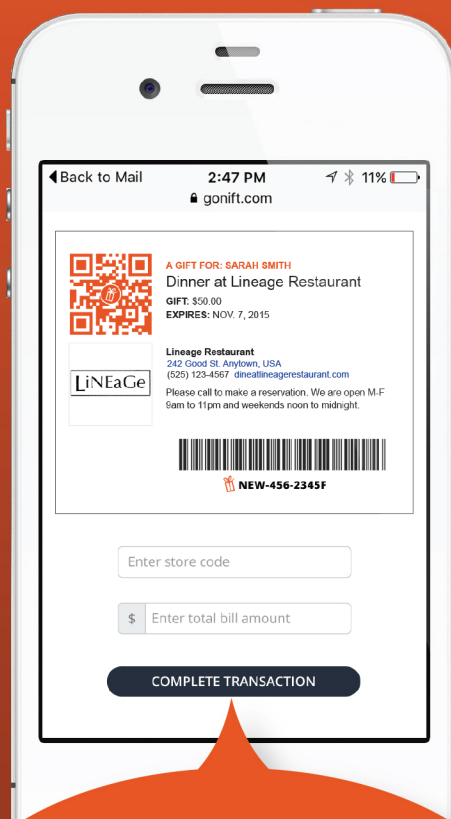 Back to Mail 2:47 PM 11%
gonift.com
A GIFT FOR: SARAH SMITH
Dinner at Lineage Restaurant
GIFT: $50.00
EXPIRES: NOV. 7, 2015
LiNEaGe
Lineage Restaurant
242 Good St. Anytown, USA
(525) 123-4567 dineatlineagerestaurant.com
Please call to make a reservation. We are open M-F
9am to 11pm and weekends noon to midnight.
NEW-456-2345F
Enter store code
$ Enter total bill amount
COMPLETE TRANSACTION